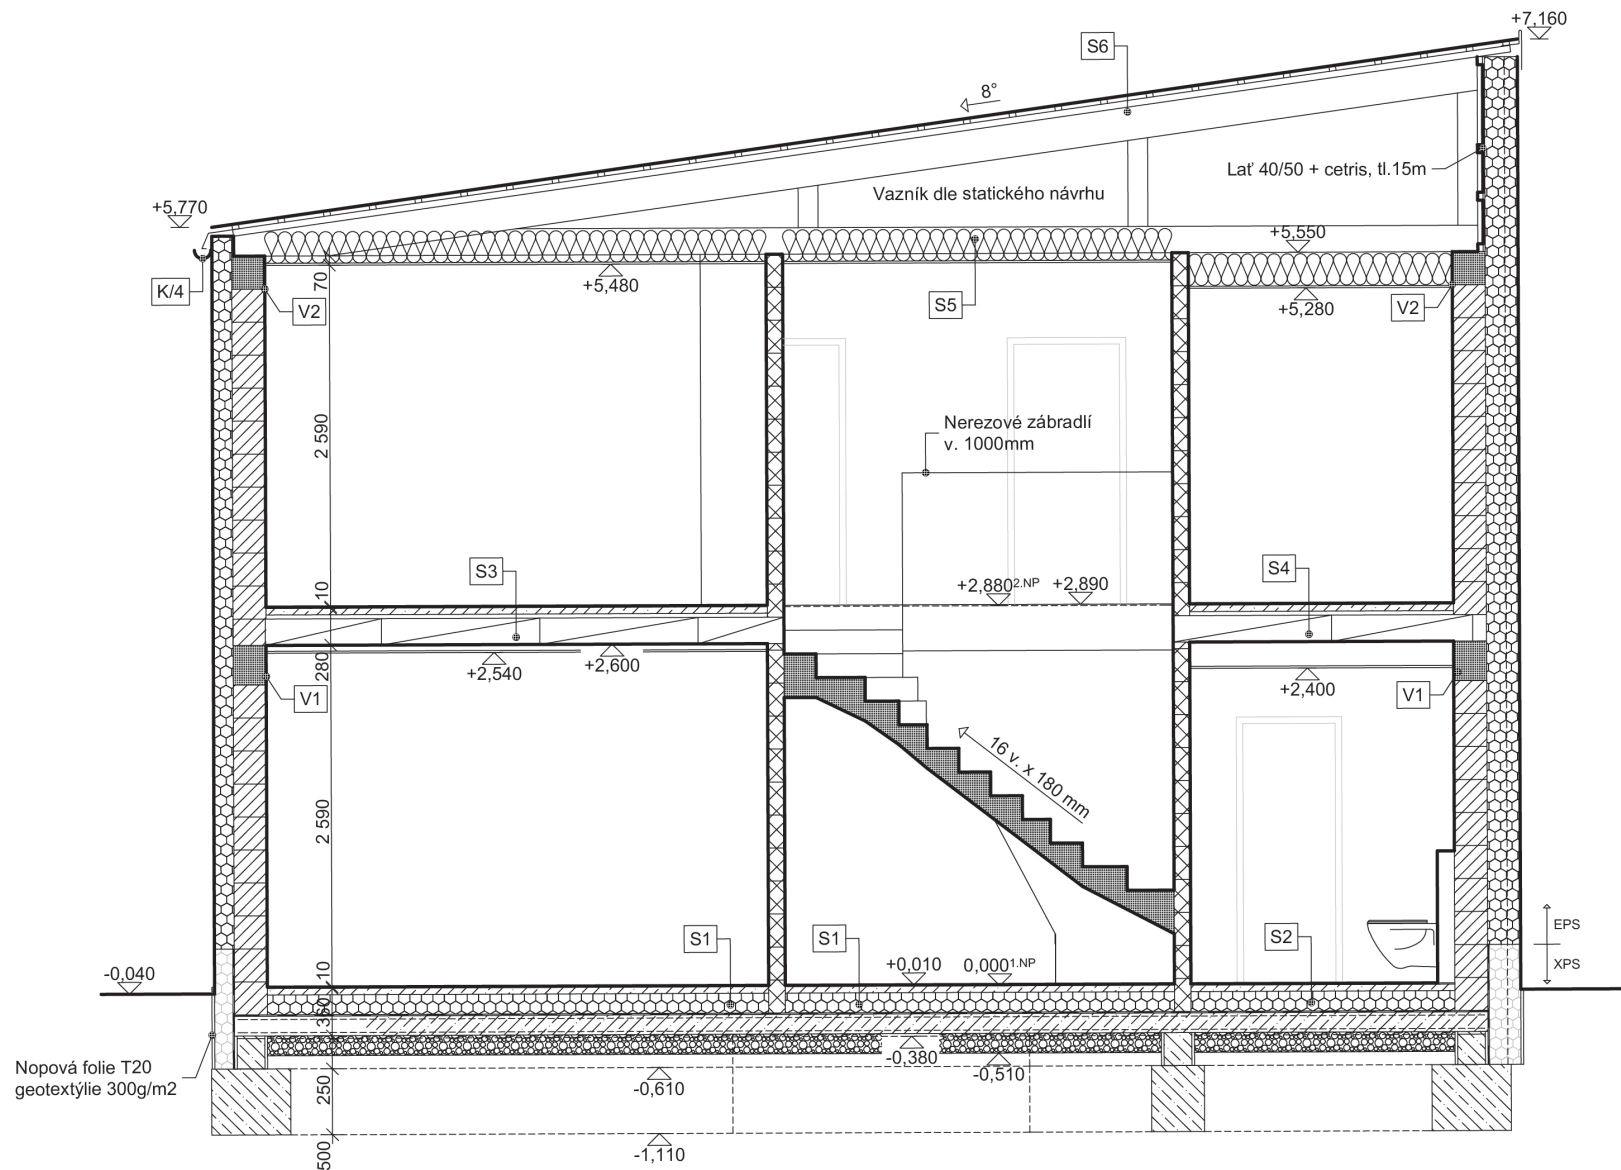 +7,160
S6
8°
Lať 40/50 + cetris, tl.15m
Vazník dle statického návrhu
+5,770
+5,550
K/4
70
+5,480
V2
S5
+5,280
V2
2 590
Nerezové zábradlí
v. 1000mm
S3
S4
10
+2,880 2.NP
+2,890
280
+2,540
+2,600
+2,400
V1
V1
16 v. x 180 mm
2 590
S1
S1
S2
EPS
XPS
-0,040
10
+0,010
0,000 1.NP
360
Nopová folie T20
geotextýlie 300g/m2
-0,380
-0,510
250
-0,610
500
-1,110